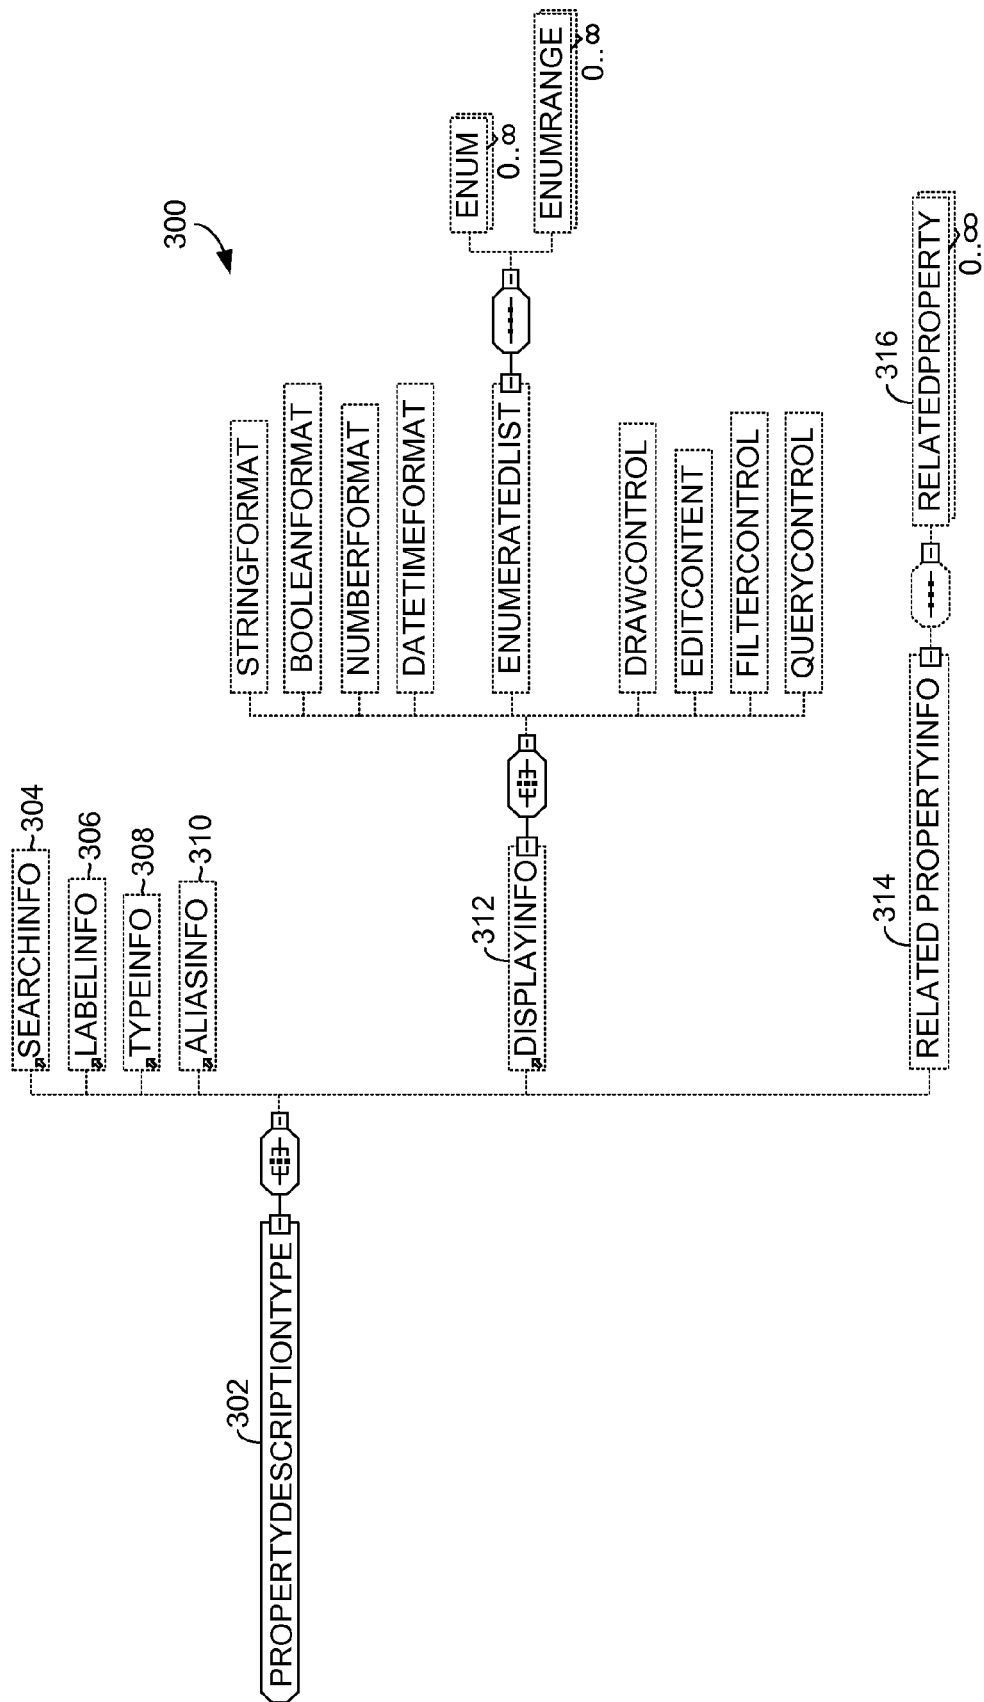 300
302
PROPERTYDESCRIPTIONTYPE
SEARCHINFO
304
LABELINFO
306
TYPEINFO
308
ALIASINFO
310
312
DISPLAYINFO
STRINGFORMAT
BOOLEANFORMAT
NUMBERFORMAT
DATETIMEFORMAT
ENUMERATEDLIST
ENUM
0..∞
ENUMRANGE
0..∞
DRAWCONTROL
EDITCONTENT
FILTERCONTROL
QUERYCONTROL
314
RELATED PROPERTYINFO
316
RELATEDPROPERTY
0..∞